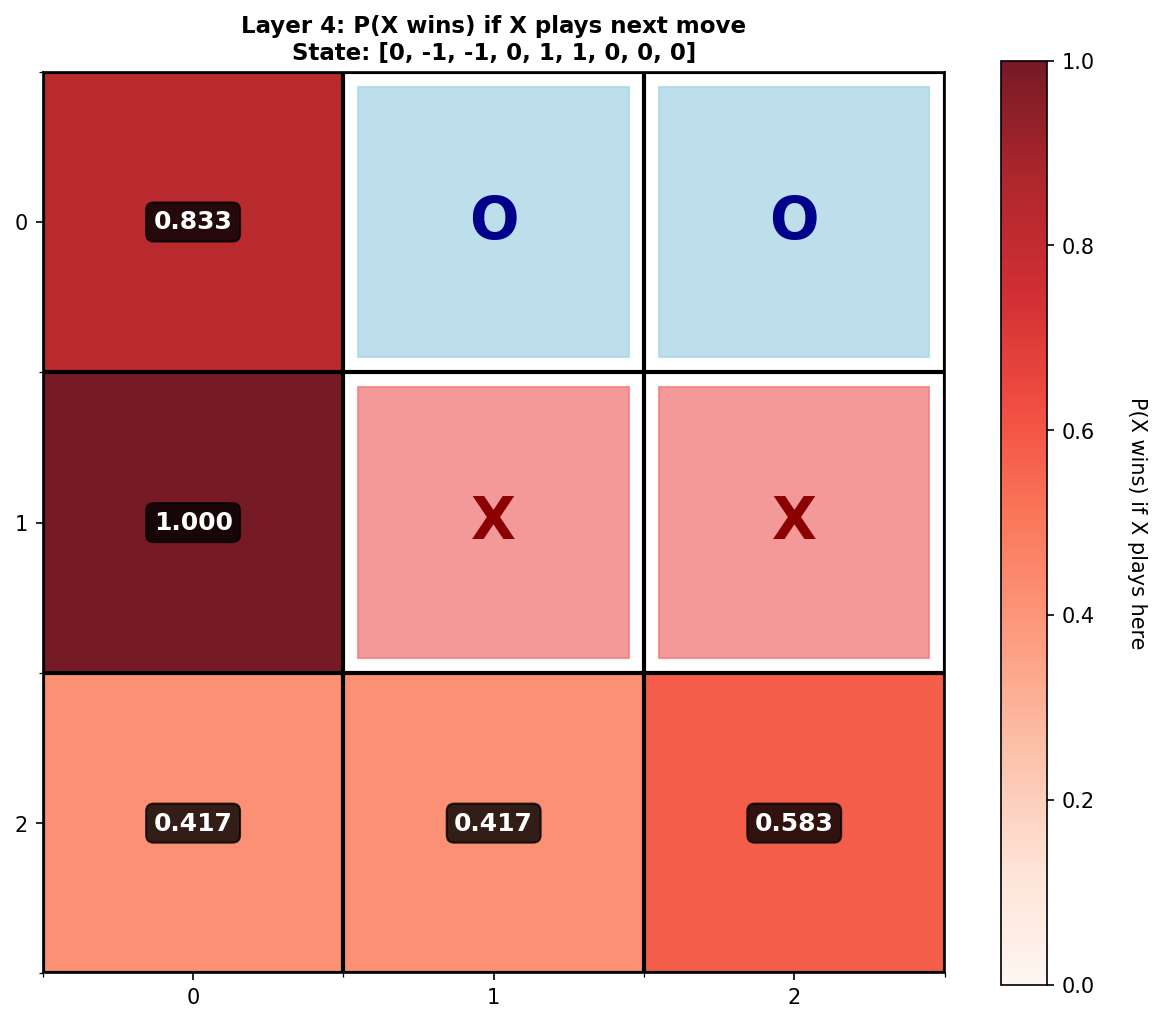 Layer 4: P(X wins) if X plays next move
State: [0, -1, -1, 0, 1, 1, 0, 0, 0]
0
0.833
O
O
1
1.000
X
X
2
0.417
0.417
0.583
0
1
2
1.0
0.8
0.6
0.4
0.2
0.0
P(X wins) if X plays here